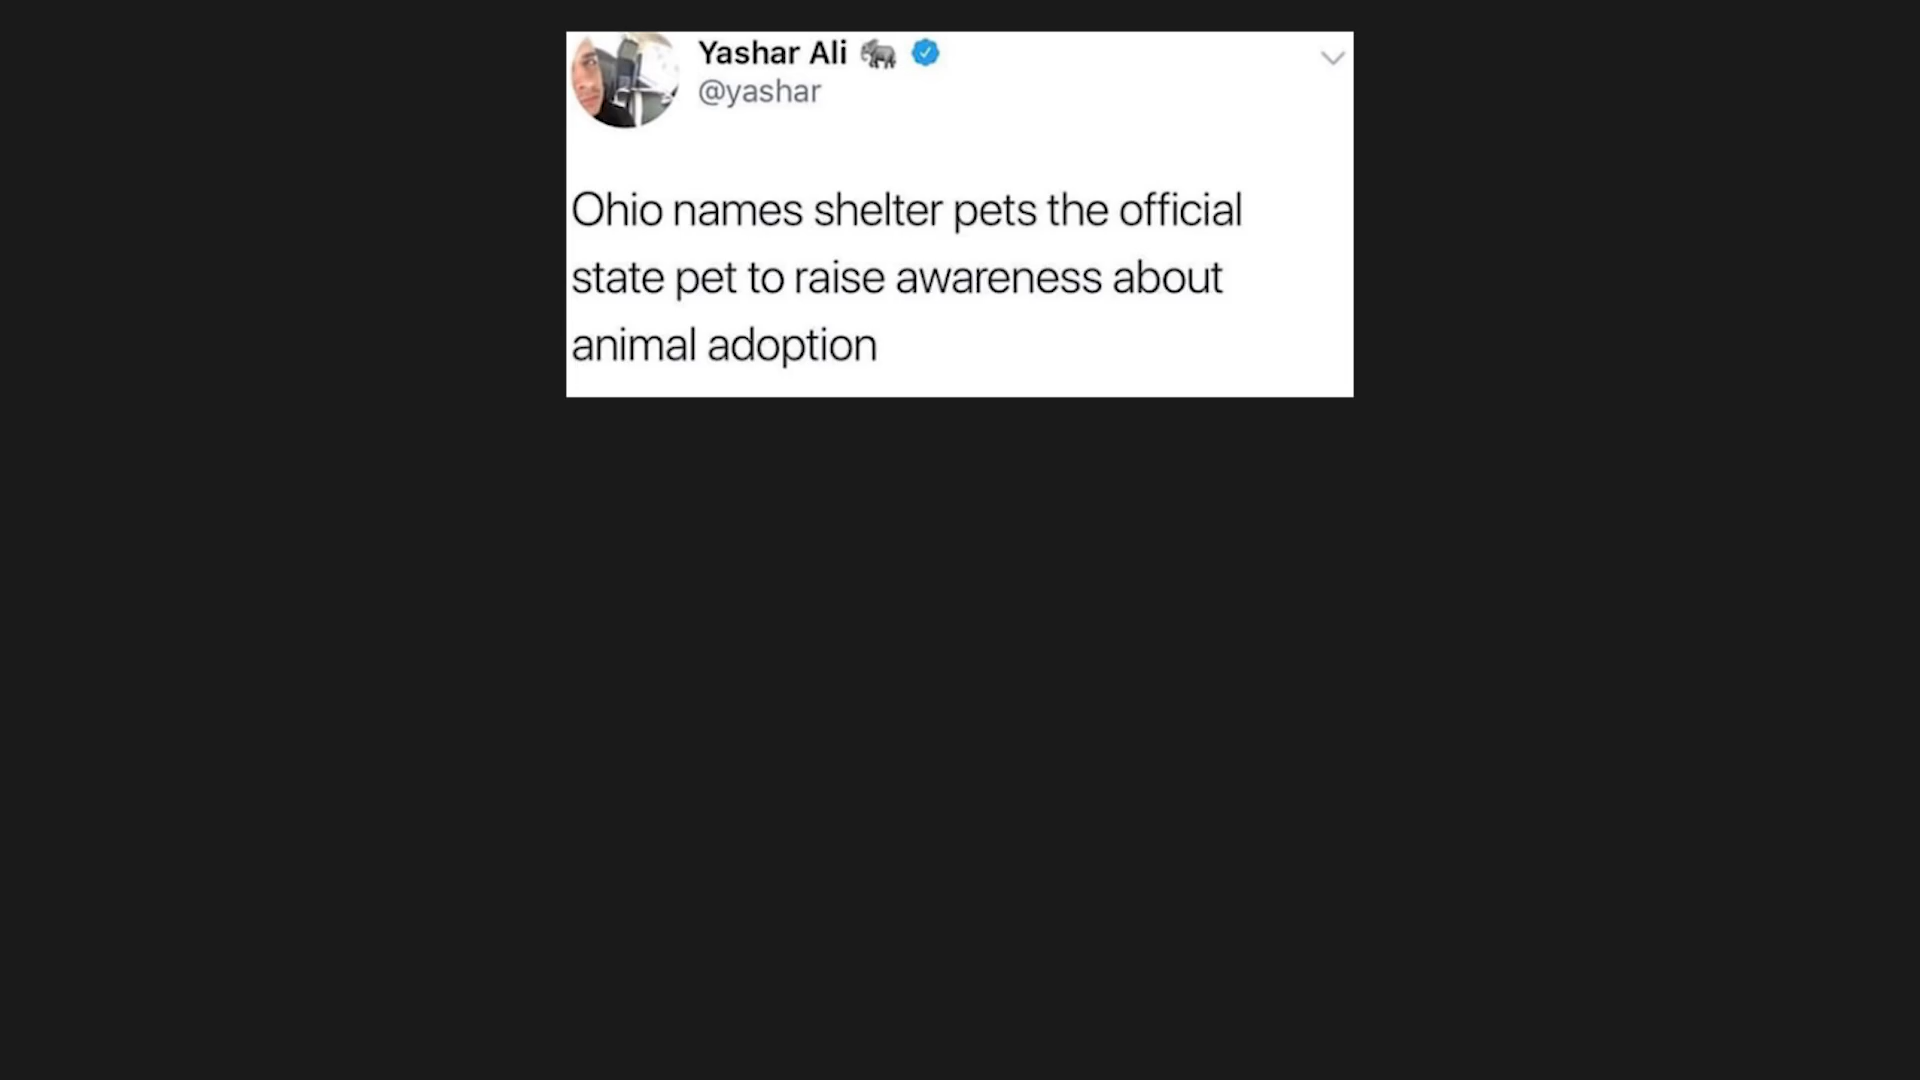 Yashar Ali 🐘
@yashar
Ohio names shelter pets the official
state pet to raise awareness about
animal adoption